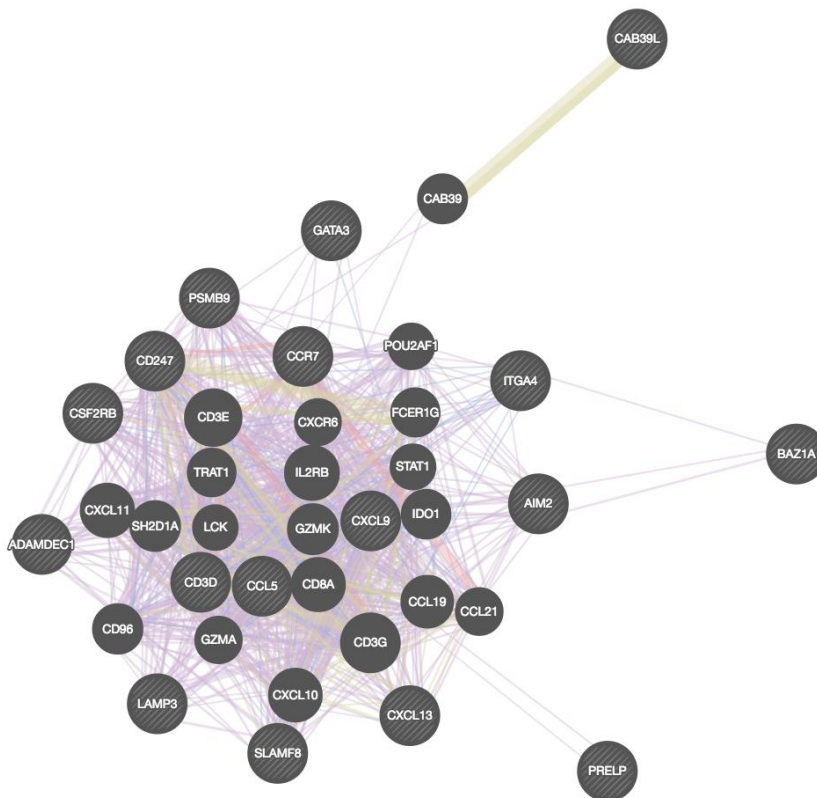 CAB39L
CAB39
GATA3
PSMB9
CD247
CCR7
POU2AF1
ITGA4
CSF2RB
CD3E
CXCR6
FCER1G
BAZ1A
TRAT1
IL2RB
STAT1
CXCL11
SH2D1A
LCK
GZMK
CXCL9
IDO1
AIM2
ADAMDEC1
CD3D
CCL5
CD8A
CCL19
CCL21
CD96
GZMA
CD3G
LAMP3
CXCL10
CXCL13
SLAMF8
PRELP